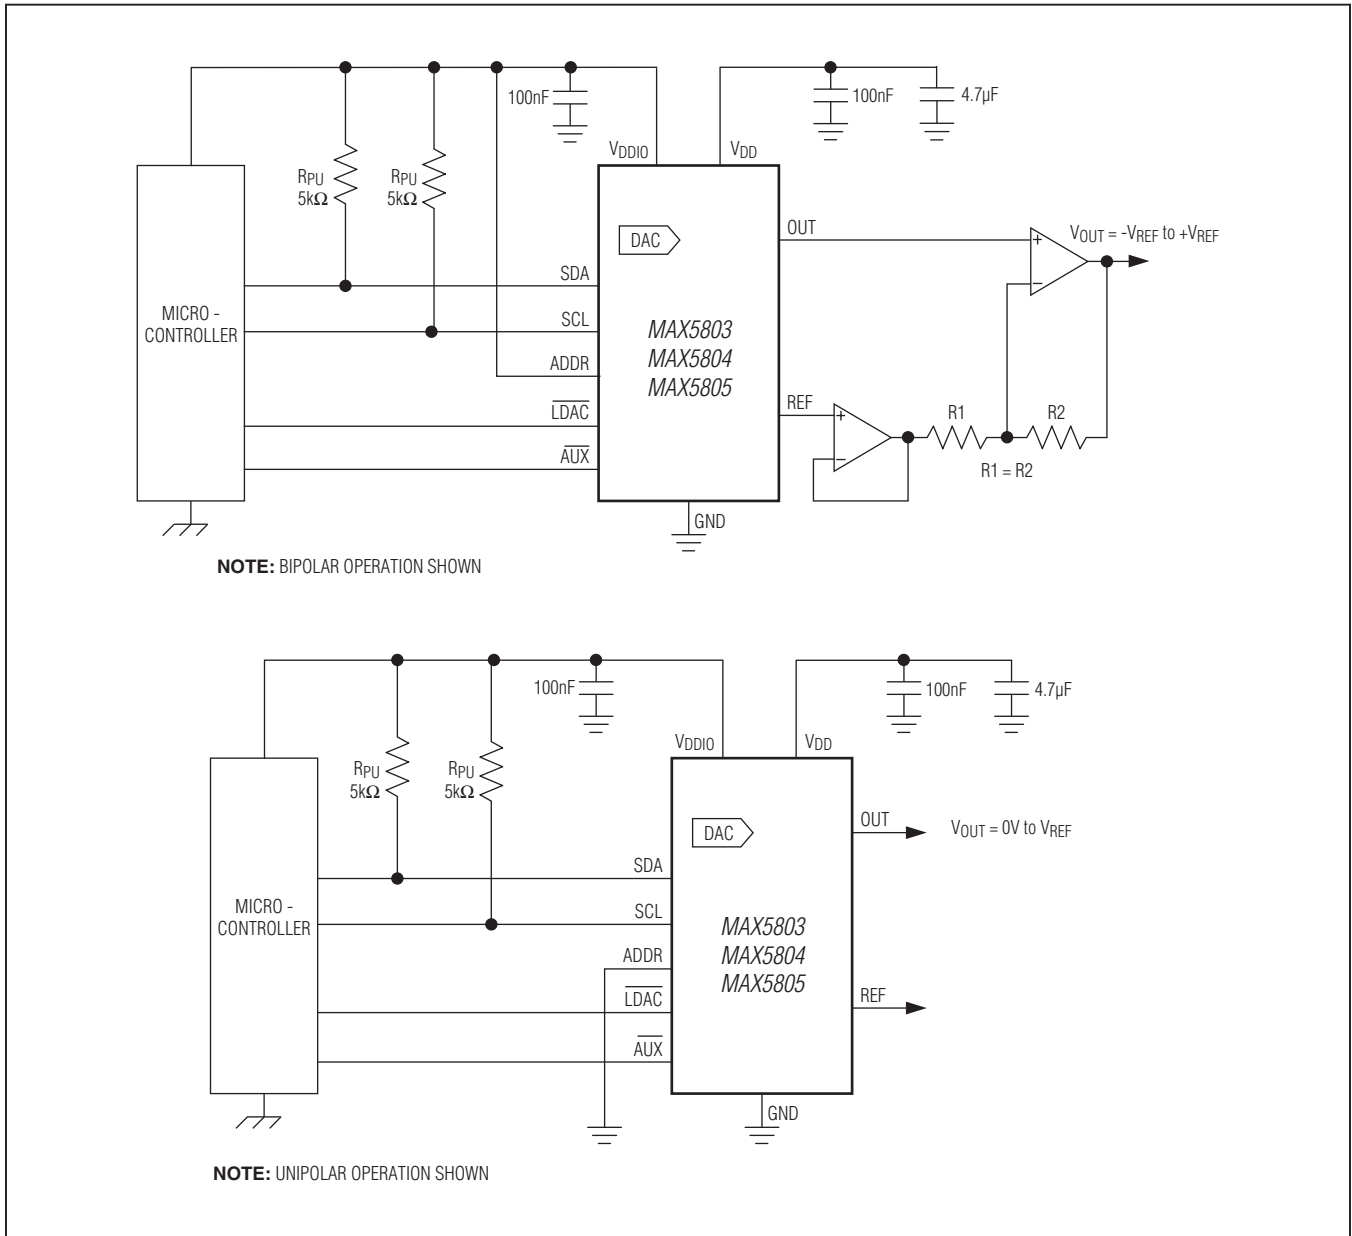 100nF
100nF
4.7µF
VDDIO
VDD
RPU
5kΩ
RPU
5kΩ
DAC
OUT
VOUT = -VREF to +VREF
+
-
SDA
MICRO -
CONTROLLER
SCL
MAX5803
MAX5804
MAX5805
ADDR
REF
+
-
R1
R2
R1 = R2
LDAC
AUX
GND
NOTE: BIPOLAR OPERATION SHOWN
100nF
100nF
4.7µF
VDDIO
VDD
RPU
5kΩ
RPU
5kΩ
DAC
OUT
VOUT = 0V to VREF
SDA
MICRO -
CONTROLLER
SCL
MAX5803
MAX5804
MAX5805
ADDR
LDAC
REF
AUX
GND
NOTE: UNIPOLAR OPERATION SHOWN